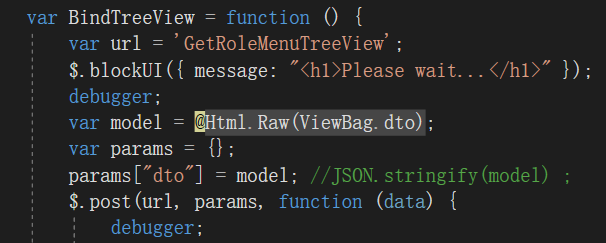 var BindTreeView = function () {
var url = 'GetRoleMenuTreeView';
$.blockUI({ message: "<h1>Please wait...</h1>" });
debugger;
var model = @Html.Raw(ViewBag.dto);
var params = {};
params["dto"] = model; //JSON.stringify(model) ;
$.post(url, params, function (data) {
debugger;